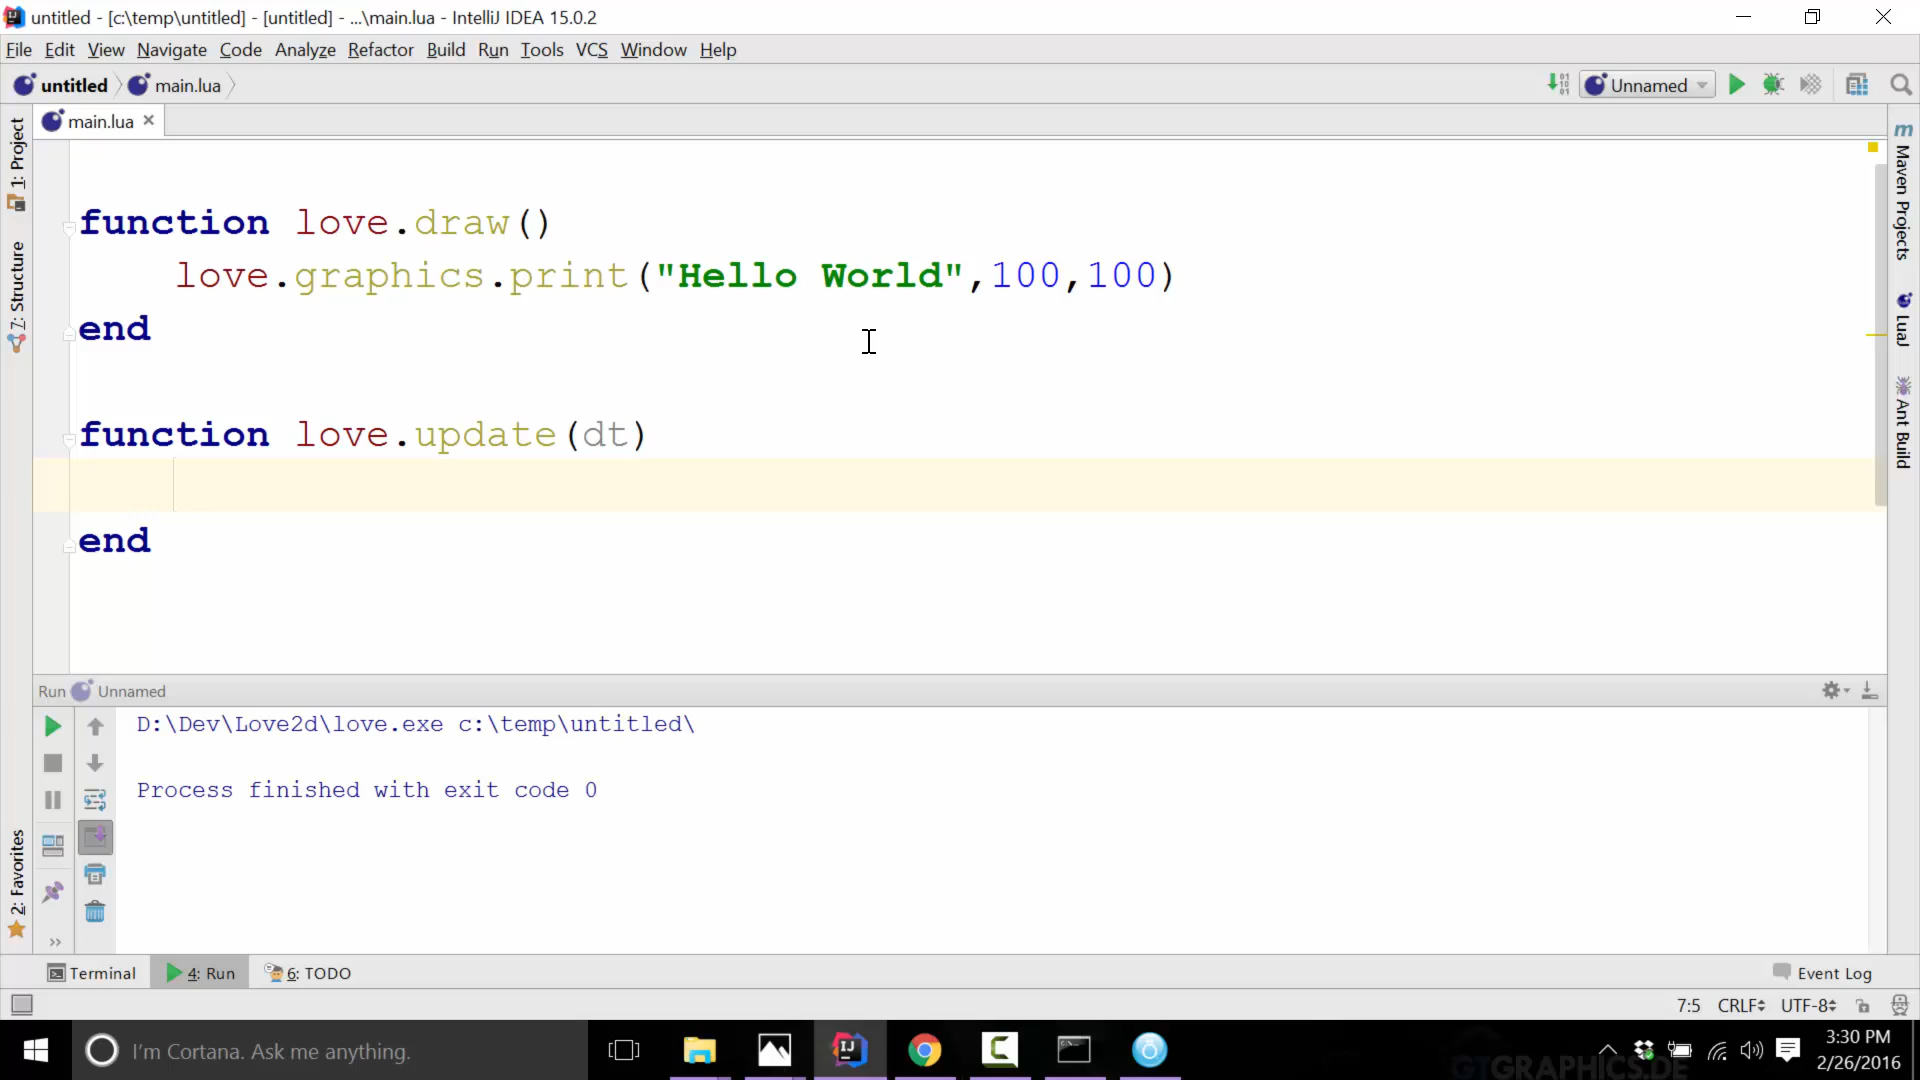 untitled - [c:\temp\untitled] - [untitled] - ...\main.lua - IntelliJ IDEA 15.0.2
File Edit View Navigate Code Analyze Refactor Build Run Tools VCS Window Help
untitled main.lua Unnamed
main.lua
1: Project
7: Structure
2: Favorites
m Maven Projects
LuaJ
Ant Build
function love.draw()
love.graphics.print("Hello World",100,100)
end
function love.update(dt)
end
Run Unnamed
D:\Dev\Love2d\love.exe c:\temp\untitled\
Process finished with exit code 0
Terminal 4: Run 6: TODO Event Log
7:5 CRLF UTF-8
I'm Cortana. Ask me anything.
GTGRAPHICS.DE
3:30 PM
2/26/2016